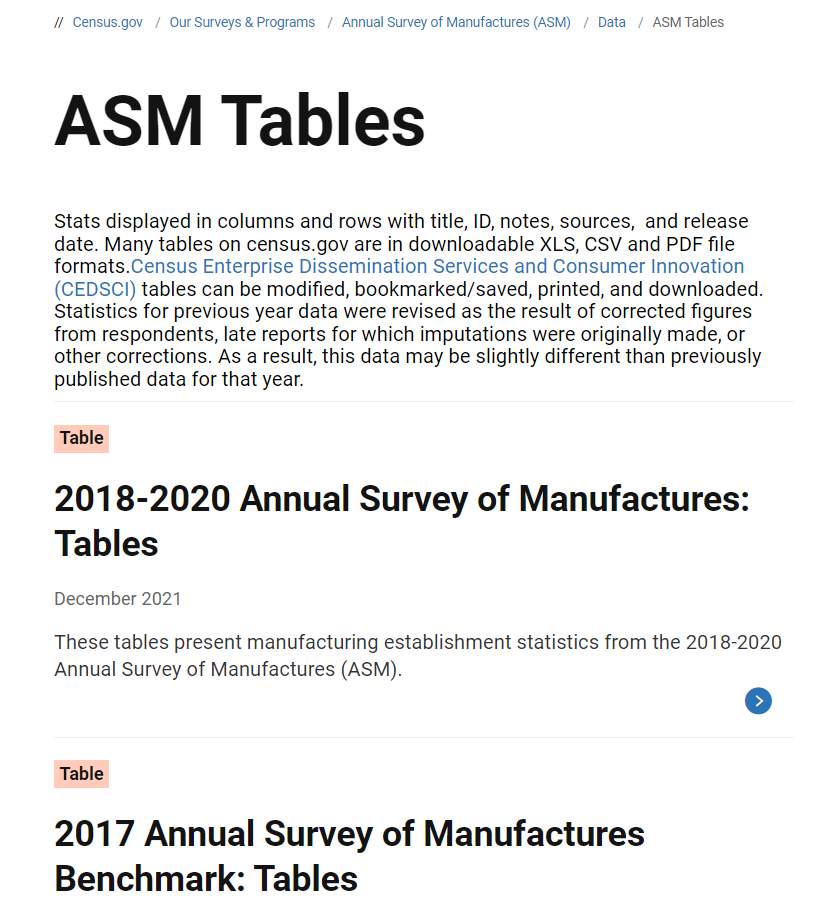 // Census.gov / Our Surveys & Programs / Annual Survey of Manufactures (ASM) / Data / ASM Tables
ASM Tables
Stats displayed in columns and rows with title, ID, notes, sources,  and release
date. Many tables on census.gov are in downloadable XLS, CSV and PDF file
formats.Census Enterprise Dissemination Services and Consumer Innovation
(CEDSCI) tables can be modified, bookmarked/saved, printed, and downloaded.
Statistics for previous year data were revised as the result of corrected figures
from respondents, late reports for which imputations were originally made, or
other corrections. As a result, this data may be slightly different than previously
published data for that year.
Table
2018-2020 Annual Survey of Manufactures:
Tables
December 2021
These tables present manufacturing establishment statistics from the 2018-2020
Annual Survey of Manufactures (ASM).
Table
2017 Annual Survey of Manufactures
Benchmark: Tables